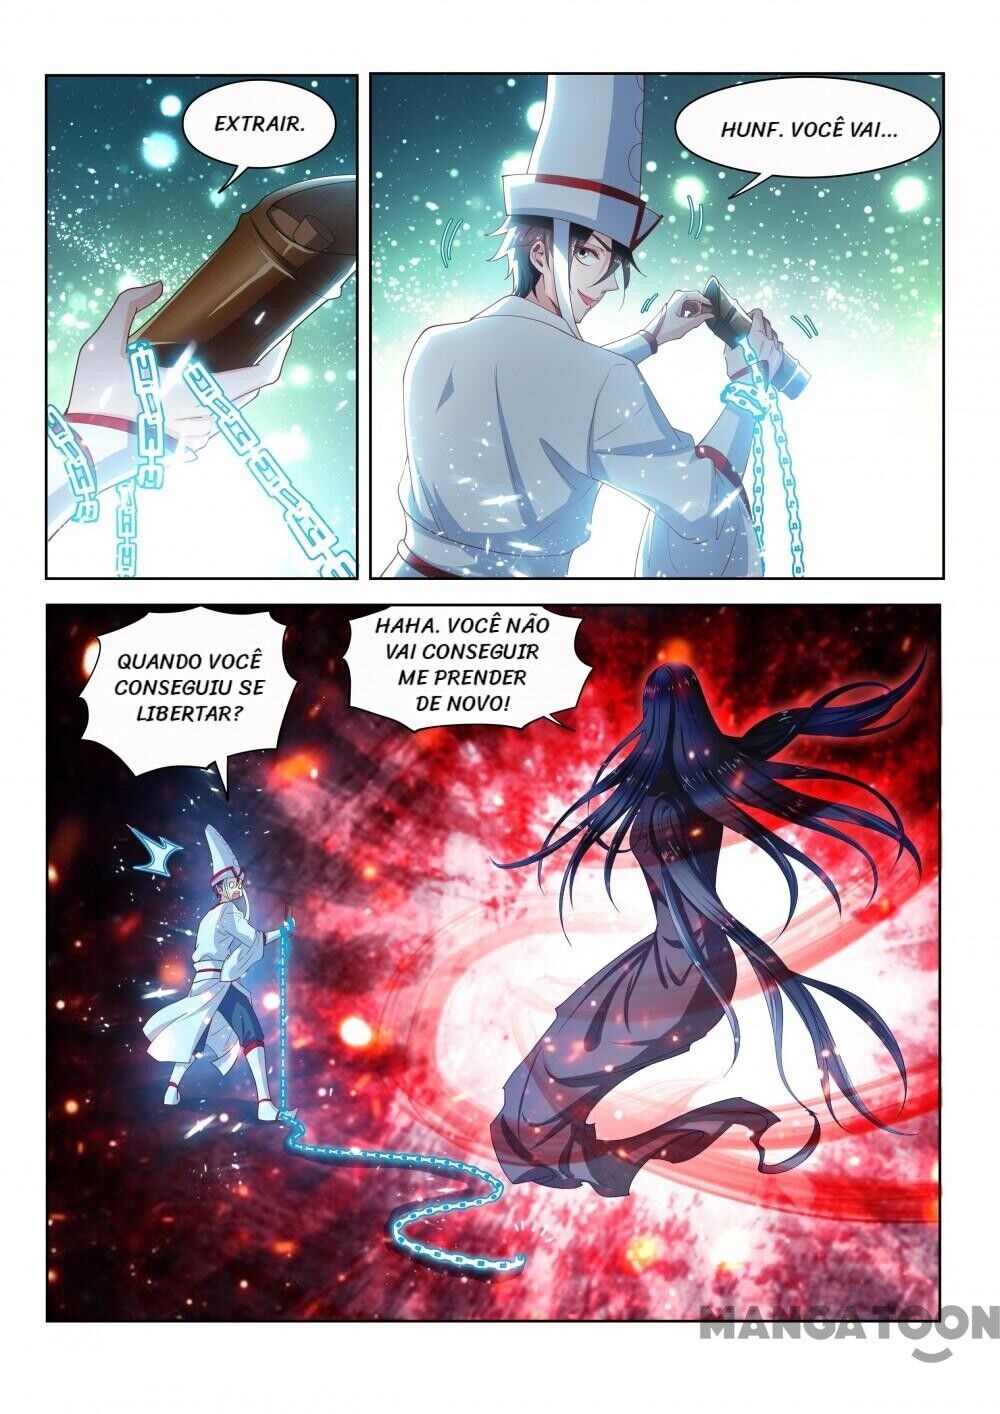 EXTRAIR.
HUNF. VOCÊ VAI...
QUANDO VOCÊ
CONSEGUIU SE
LIBERTAR?
HAHA. VOCÊ NÃO
VAI CONSEGUIR
ME PRENDER
DE NOVO!
MANGATOON